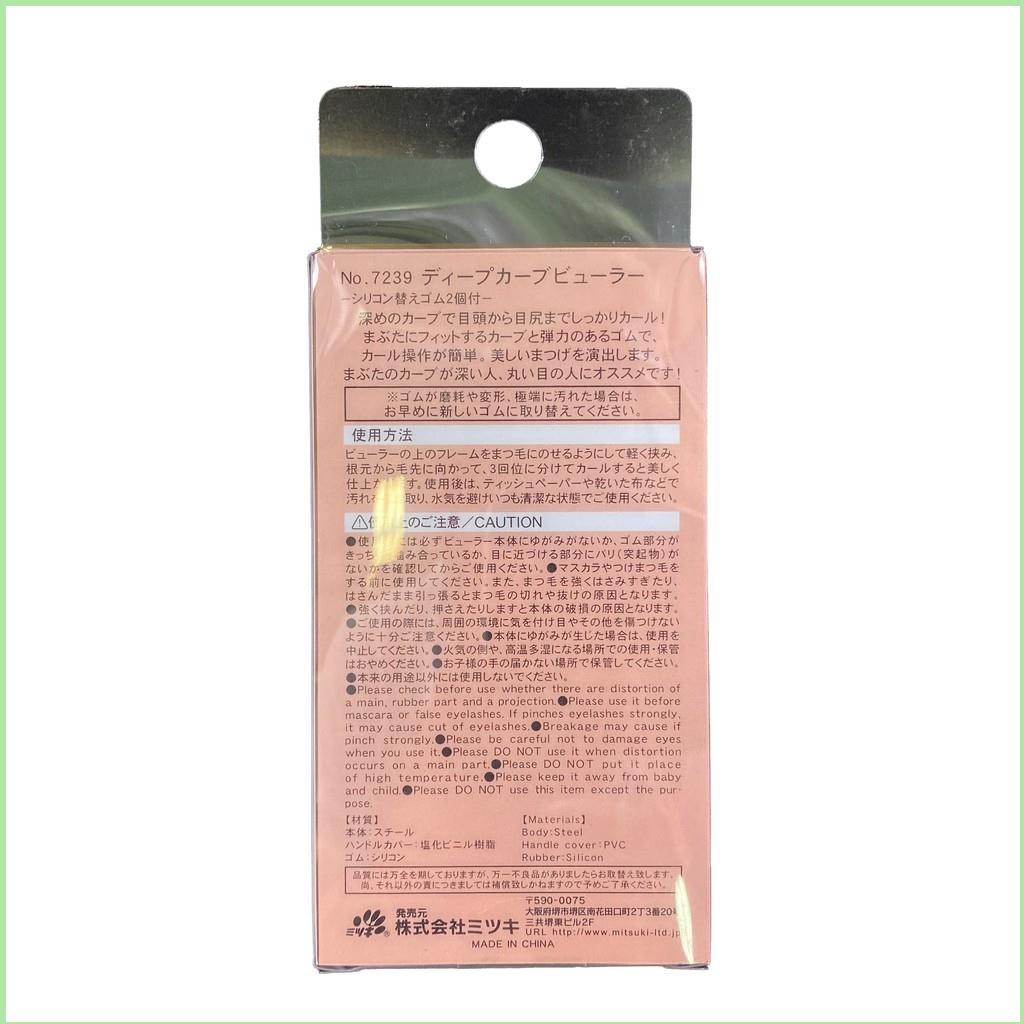 No.7239 ディープカーブビューラー
−シリコン替えゴム2個付−
深めのカーブで目頭から目尻までしっかりカール!
まぶたにフィットするカーブと弾力のあるゴムで、
カール操作が簡単。美しいまつげを演出します。
まぶたのカーブが深い人、丸い目の人にオススメです!
※ゴムが磨耗や変形、極端に汚れた場合は、
お早めに新しいゴムに取り替えてください。
使用方法
ビューラーの上のフレームをまつ毛にのせるようにして軽く挟み、
根元から毛先に向かって、3回位に分けてカールすると美しく
仕上がります。使用後は、ティッシュペーパーや乾いた布などで
汚れを取り、水気を避けいつも清潔な状態でご使用ください。
⚠使用上のご注意/CAUTION
●使用には必ずビューラー本体にゆがみがないか、ゴム部分が
きっち噛み合っているか、目に近づける部分にバリ(突起物)が
ないかを確認してからご使用ください。●マスカラやつけまつ毛を
する前に使用してください。また、まつ毛を強くはさみすぎたり、
はさんだまま引っ張るとまつ毛の切れや抜けの原因となります。
●強く挟んだり、押さえたりしますと本体の破損の原因となります。
●ご使用の際には、周囲の環境に気を付け目やその他を傷つけない
ように十分ご注意ください。●本体にゆがみが生じた場合は、使用を
中止してください。●火気の側や、高温多湿になる場所での使用・保管
はおやめください。●お子様の手の届かない場所で保管してください。
●本来の用途以外には使用しないでください。
●Please check before use whether there are distortion of
a main, rubber part and a projection.●Please use it before
mascara or false eyelashes. If pinches eyelashes strongly,
it may cause cut of eyelashes.●Breakage may cause if
pinch strongly.●Please be careful not to damage eyes
when you use it.●Please DO NOT use it when distortion
occurs on a main part.●Please DO NOT put it place
of high temperature.●Please keep it away from baby
and child.●Please DO NOT use this item except the pur-
pose.
【材質】
本体:スチール
ハンドルカバー:塩化ビニル樹脂
ゴム:シリコン
【Materials】
Body:Steel
Handle cover:PVC
Rubber:Silicon
品質には万全を期しておりますが、万一不良品がありましたらお取替え致します。
尚、それ以外の責につきましては補償致しかねますので予めご了承ください。
ミツキ®
発売元
株式会社ミツキ
〒590-0075
大阪府堺市堺区南花田口町2丁3番20号
三共堺東ビル2F
URL http://www.mitsuki-ltd.jp
MADE IN CHINA